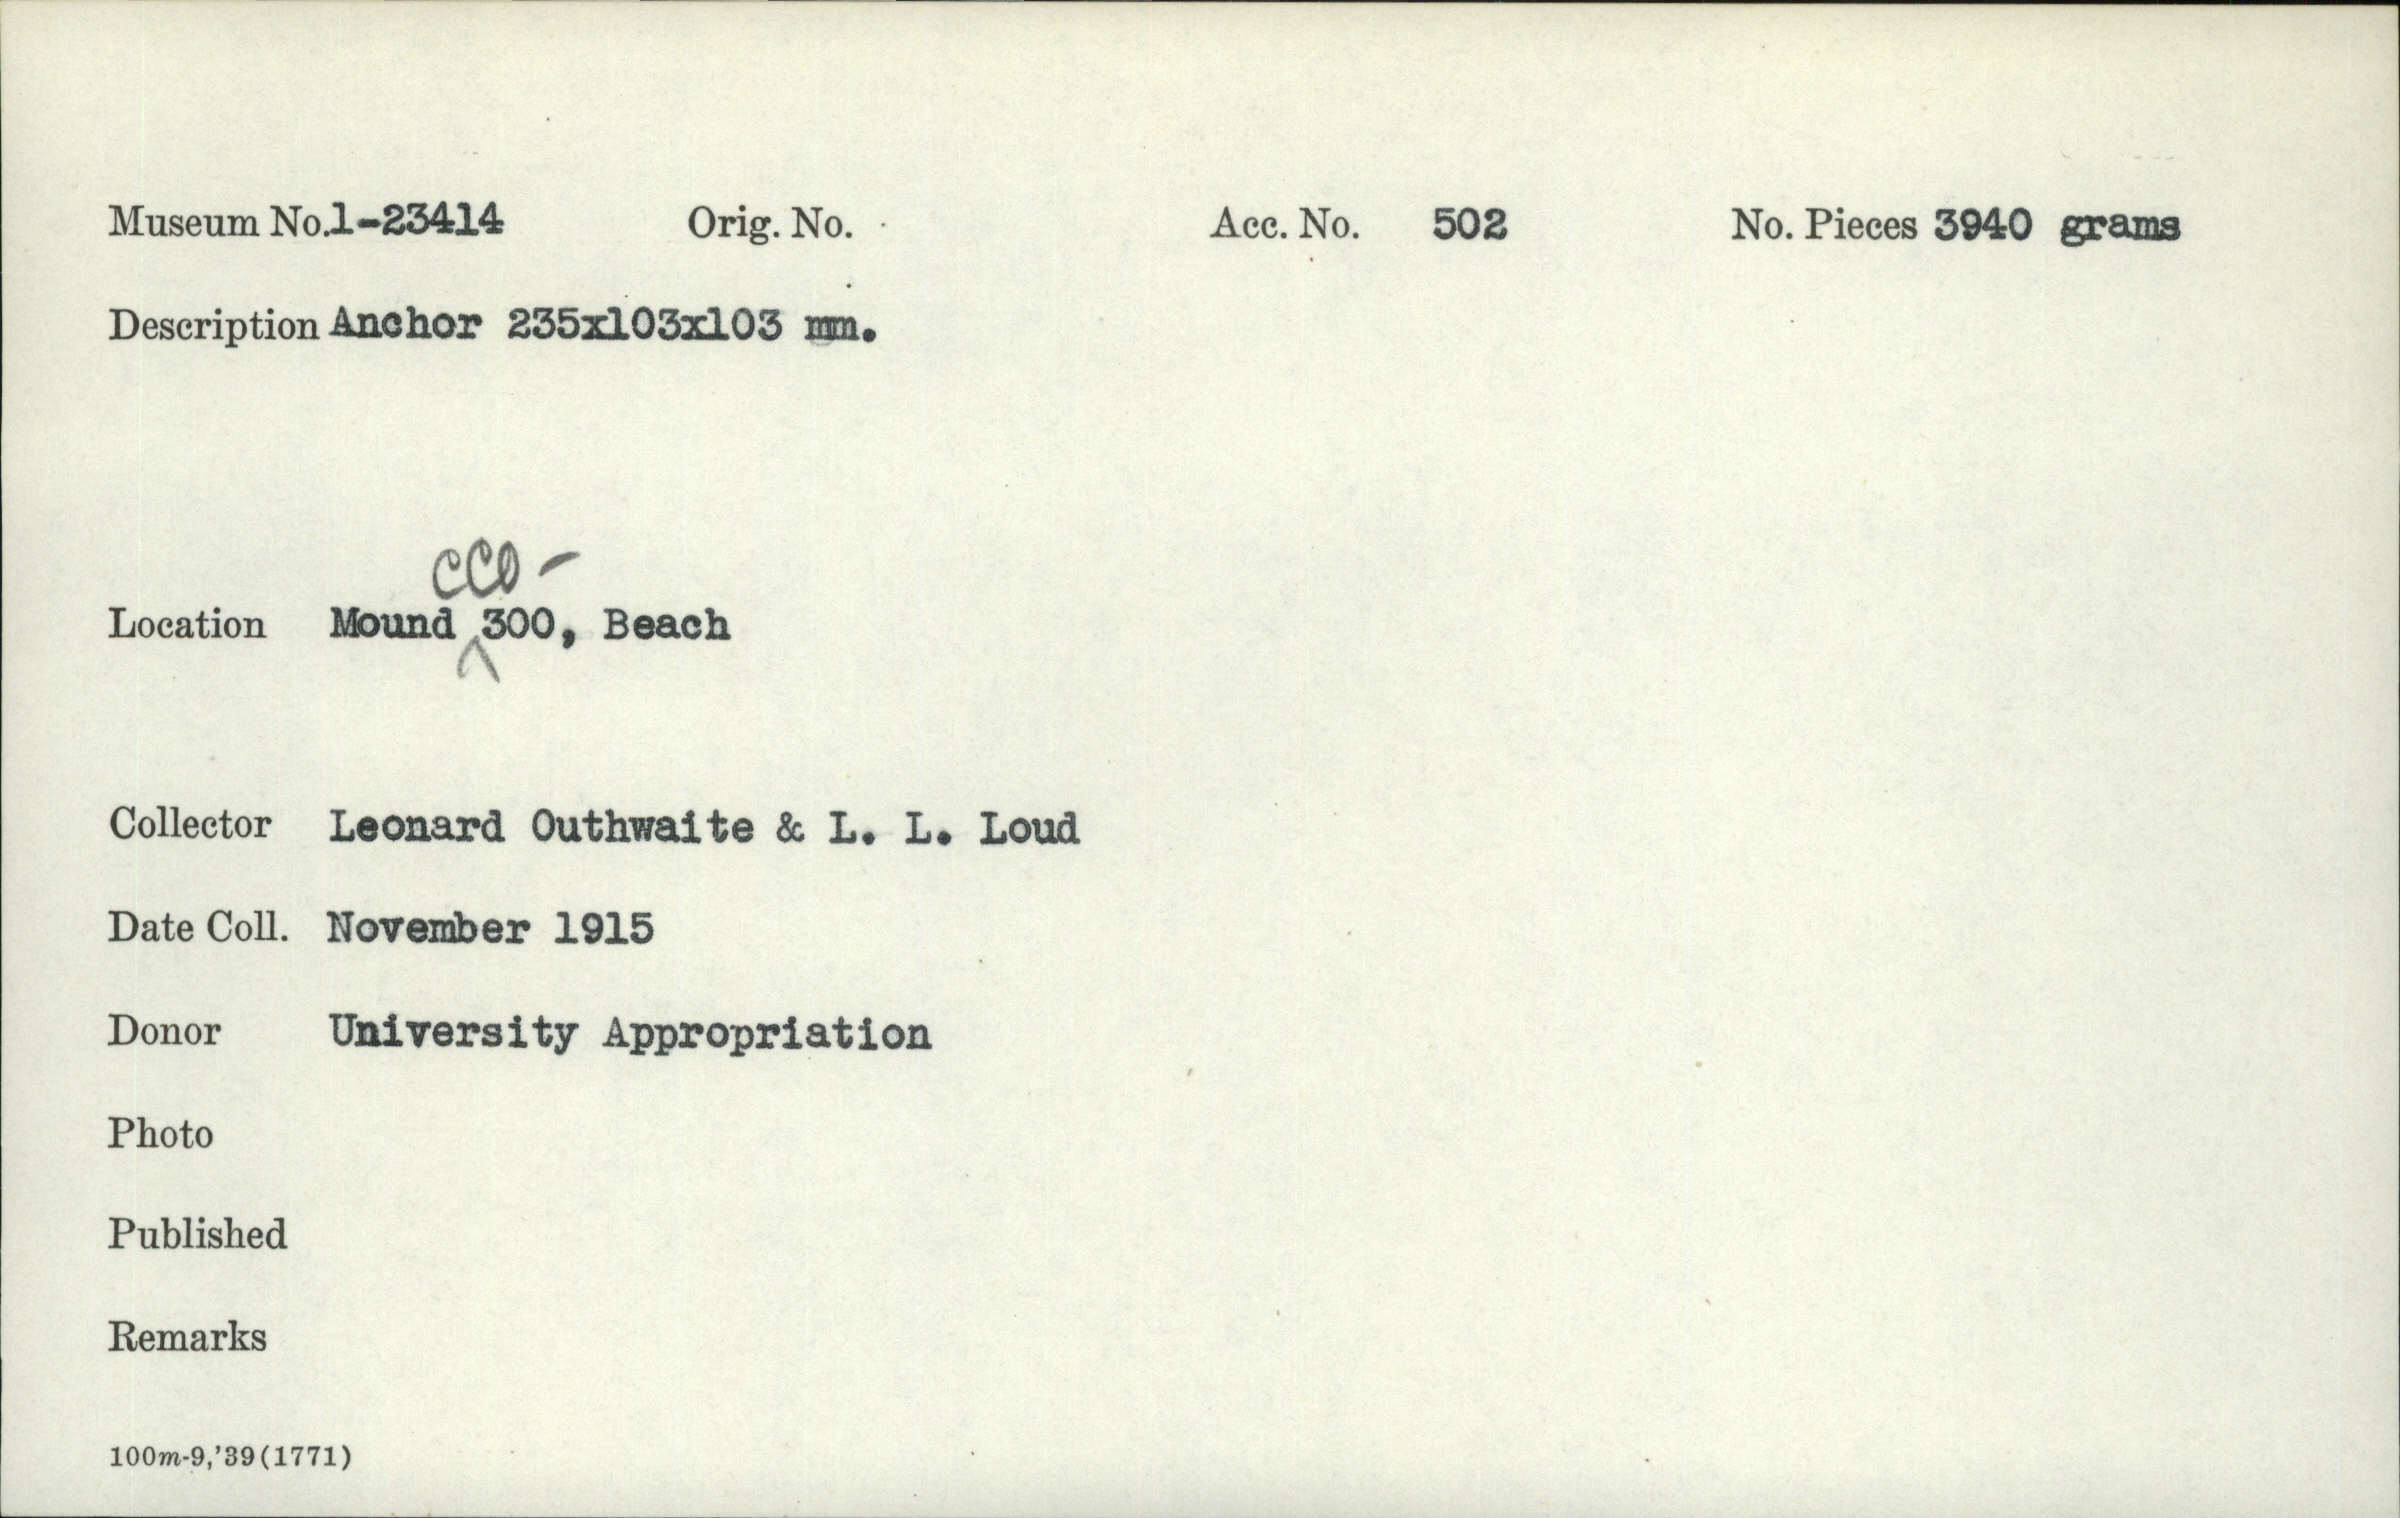 Museum No. 1-23414 Orig. No. Acc. No. 502 No. Pieces 3940 grams
Description Anchor 235x103x103 mm.
CCO -
Location Mound ^ 300, Beach
Collector Leonard Outhwaite & L. L. Loud
Date Coll. November 1915
Donor University Appropriation
Photo
Published
Remarks
100m-9,'39(1771)